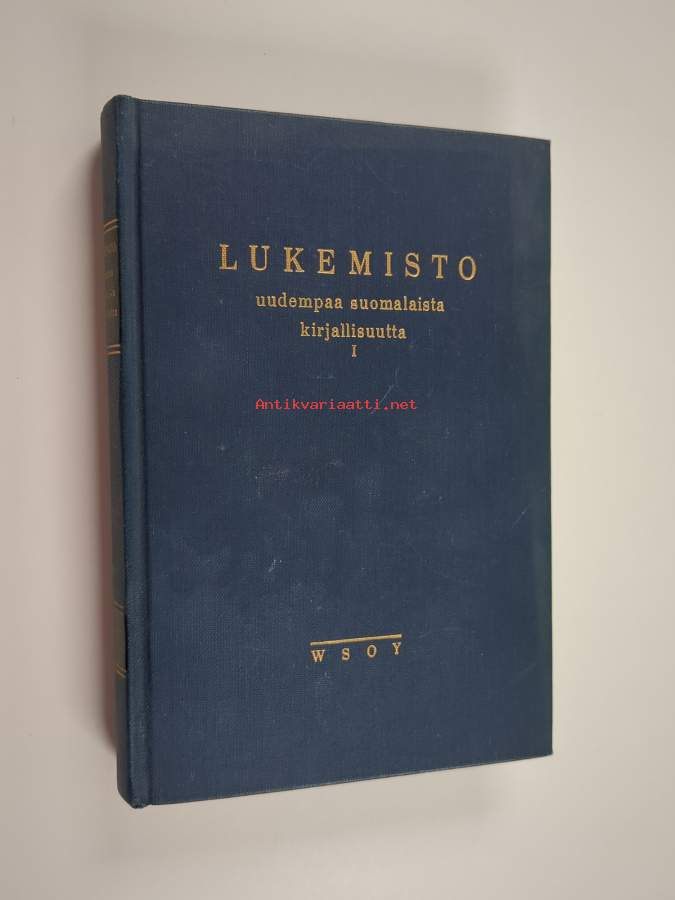 LUKEMISTO
uudempaa suomalaista
kirjallisuutta
I
Antikvariaatti.net
WSOY